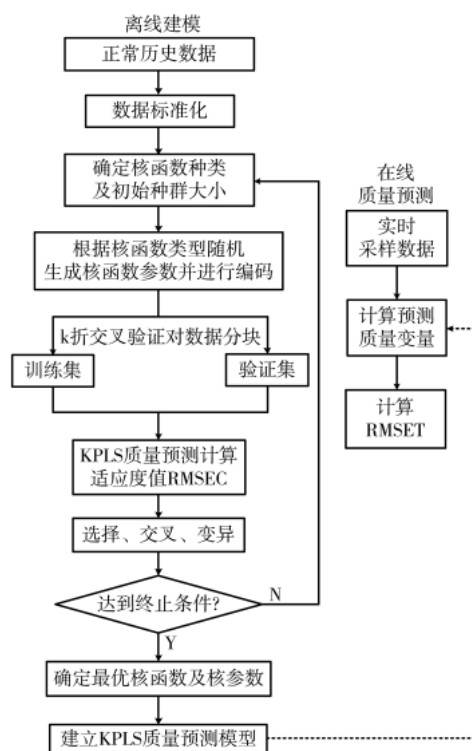 离线建模
正常历史数据
数据标准化
确定核函数种类
及初始种群大小
根据核函数类型随机
生成核函数参数并进行编码
k折交叉验证对数据分块
训练集
验证集
KPLS质量预测计算
适应度值RMSEC
选择、交叉、变异
达到终止条件?
N
Y
确定最优核函数及核参数
建立KPLS质量预测模型
在线
质量预测
实时
采样数据
计算预测
质量变量
计算
RMSET